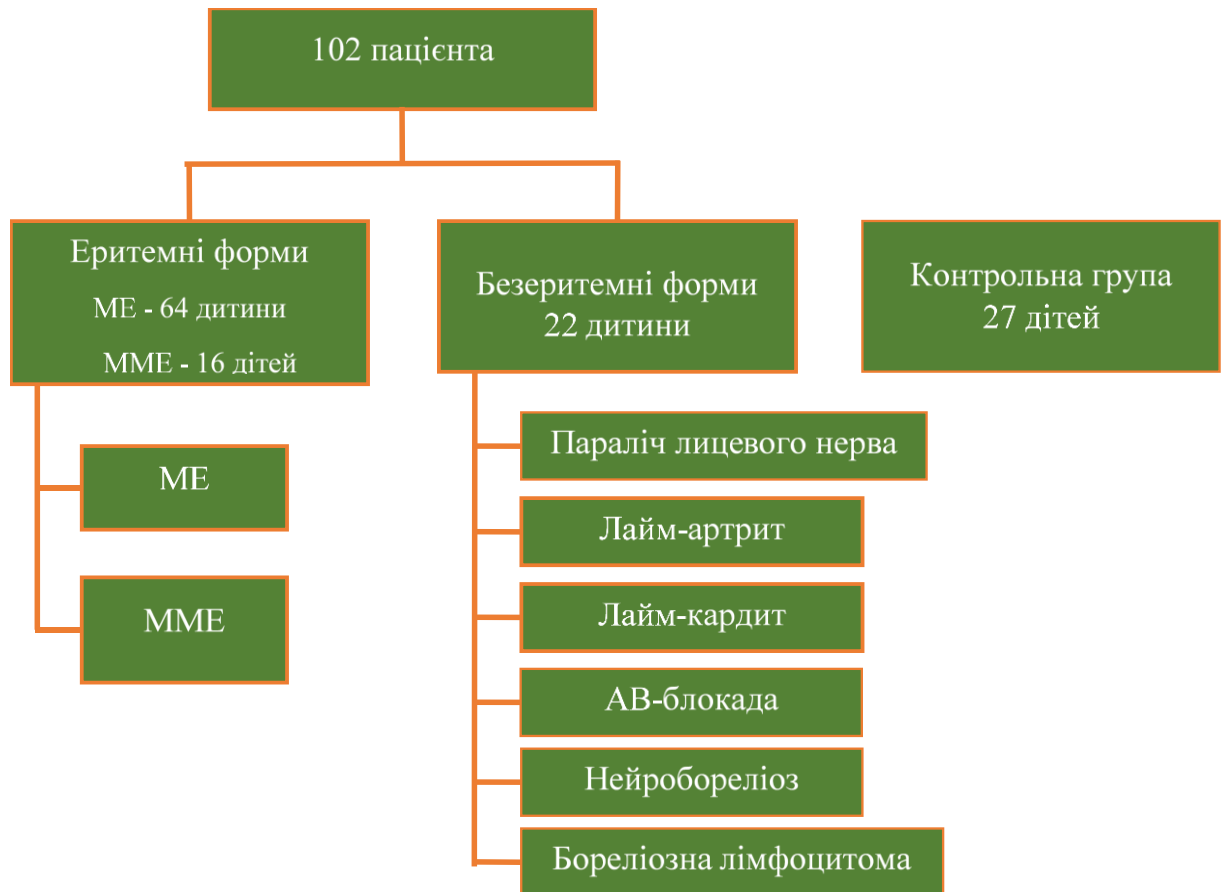 102 пацієнта
Еритемні форми
МЕ - 64 дитини
ММЕ - 16 дітей
Безеритемні форми
22 дитини
Контрольна група
27 дітей
МЕ
ММЕ
Параліч лицевого нерва
Лайм-артрит
Лайм-кардит
АВ-блокада
Нейробореліоз
Бореліозна лімфоцитома